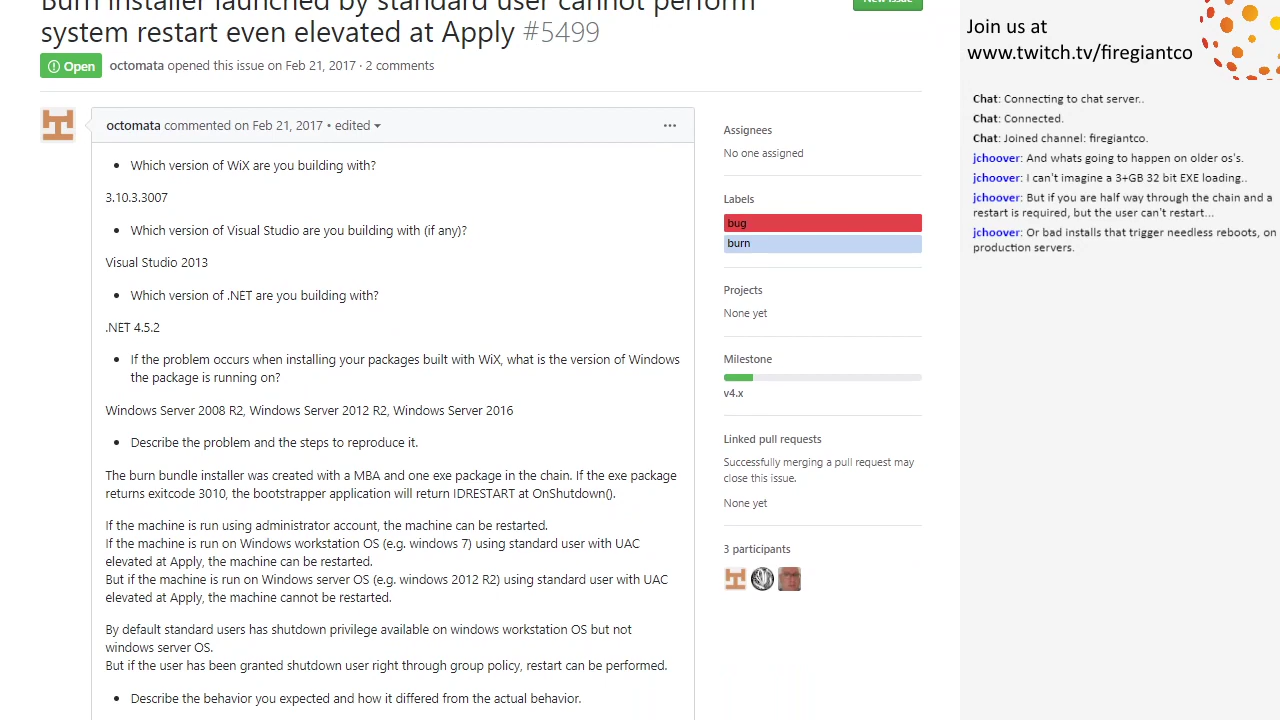 Burn installer launched by standard user cannot perform
system restart even elevated at Apply #5499
New issue
Open octomata opened this issue on Feb 21, 2017 · 2 comments
octomata commented on Feb 21, 2017 • edited
• Which version of WiX are you building with?
3.10.3.3007
• Which version of Visual Studio are you building with (if any)?
Visual Studio 2013
• Which version of .NET are you building with?
.NET 4.5.2
• If the problem occurs when installing your packages built with WiX, what is the version of Windows
the package is running on?
Windows Server 2008 R2, Windows Server 2012 R2, Windows Server 2016
• Describe the problem and the steps to reproduce it.
The burn bundle installer was created with a MBA and one exe package in the chain. If the exe package
returns exitcode 3010, the bootstrapper application will return IDRESTART at OnShutdown().
If the machine is run using administrator account, the machine can be restarted.
If the machine is run on Windows workstation OS (e.g. windows 7) using standard user with UAC
elevated at Apply, the machine can be restarted.
But if the machine is run on Windows server OS (e.g. windows 2012 R2) using standard user with UAC
elevated at Apply, the machine cannot be restarted.
By default standard users has shutdown privilege available on windows workstation OS but not
windows server OS.
But if the user has been granted shutdown user right through group policy, restart can be performed.
• Describe the behavior you expected and how it differed from the actual behavior.
Assignees
No one assigned
Labels
bug
burn
Projects
None yet
Milestone
v4.x
Linked pull requests
Successfully merging a pull request may
close this issue.
None yet
3 participants
Join us at
www.twitch.tv/firegiantco
Chat: Connecting to chat server..
Chat: Connected.
Chat: Joined channel: firegiantco.
jchoover: And whats going to happen on older os's.
jchoover: I can't imagine a 3+GB 32 bit EXE loading..
jchoover: But if you are half way through the chain and a
restart is required, but the user can't restart...
jchoover: Or bad installs that trigger needless reboots, on
production servers.